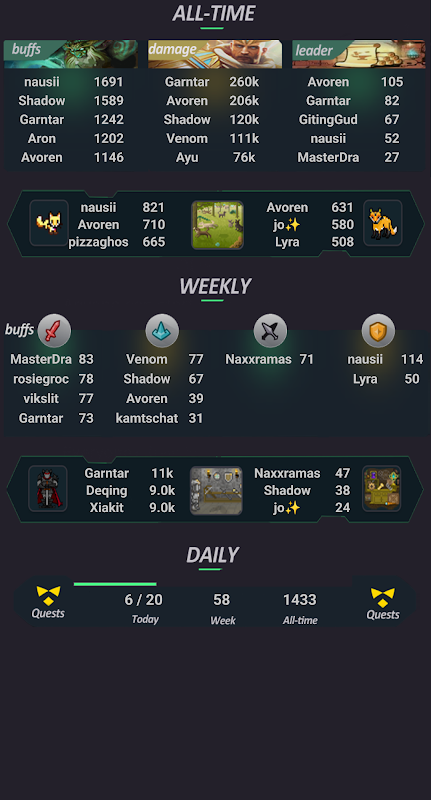 ALL-TIME
buffs damage leader
nausii 1691 Garntar 260k Avoren 105
Shadow 1589 Avoren 206k Garntar 82
Garntar 1242 Shadow 120k GitingGud 67
Aron 1202 Venom 111k nausii 52
Avoren 1146 Ayu 76k MasterDra 27
nausii 821 Avoren 631
Avoren 710 jo✨ 580
pizzaghos 665 Lyra 508
WEEKLY
buffs
MasterDra 83 Venom 77 Naxxramas 71 nausii 114
rosiegroc 78 Shadow 67 Lyra 50
vikslit 77 Avoren 39
Garntar 73 kamtschat 31
Garntar 11k Naxxramas 47
Deqing 9.0k Shadow 38
Xiakit 9.0k jo✨ 24
DAILY
Quests 6 / 20 58 1433 Quests
Today Week All-time